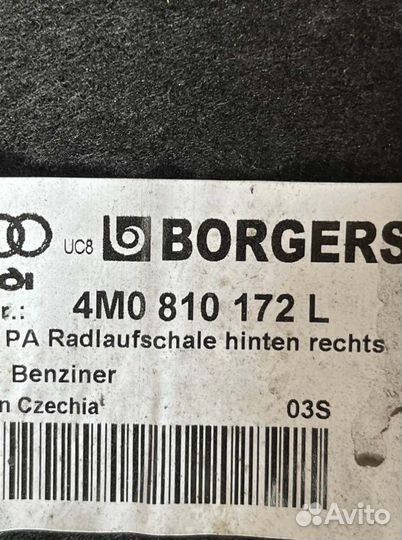 UC8 BORGERS
r.: 4M0 810 172 L
PA Radlaufschale hinten rechts
Benziner
n Czechia
03S
Avito